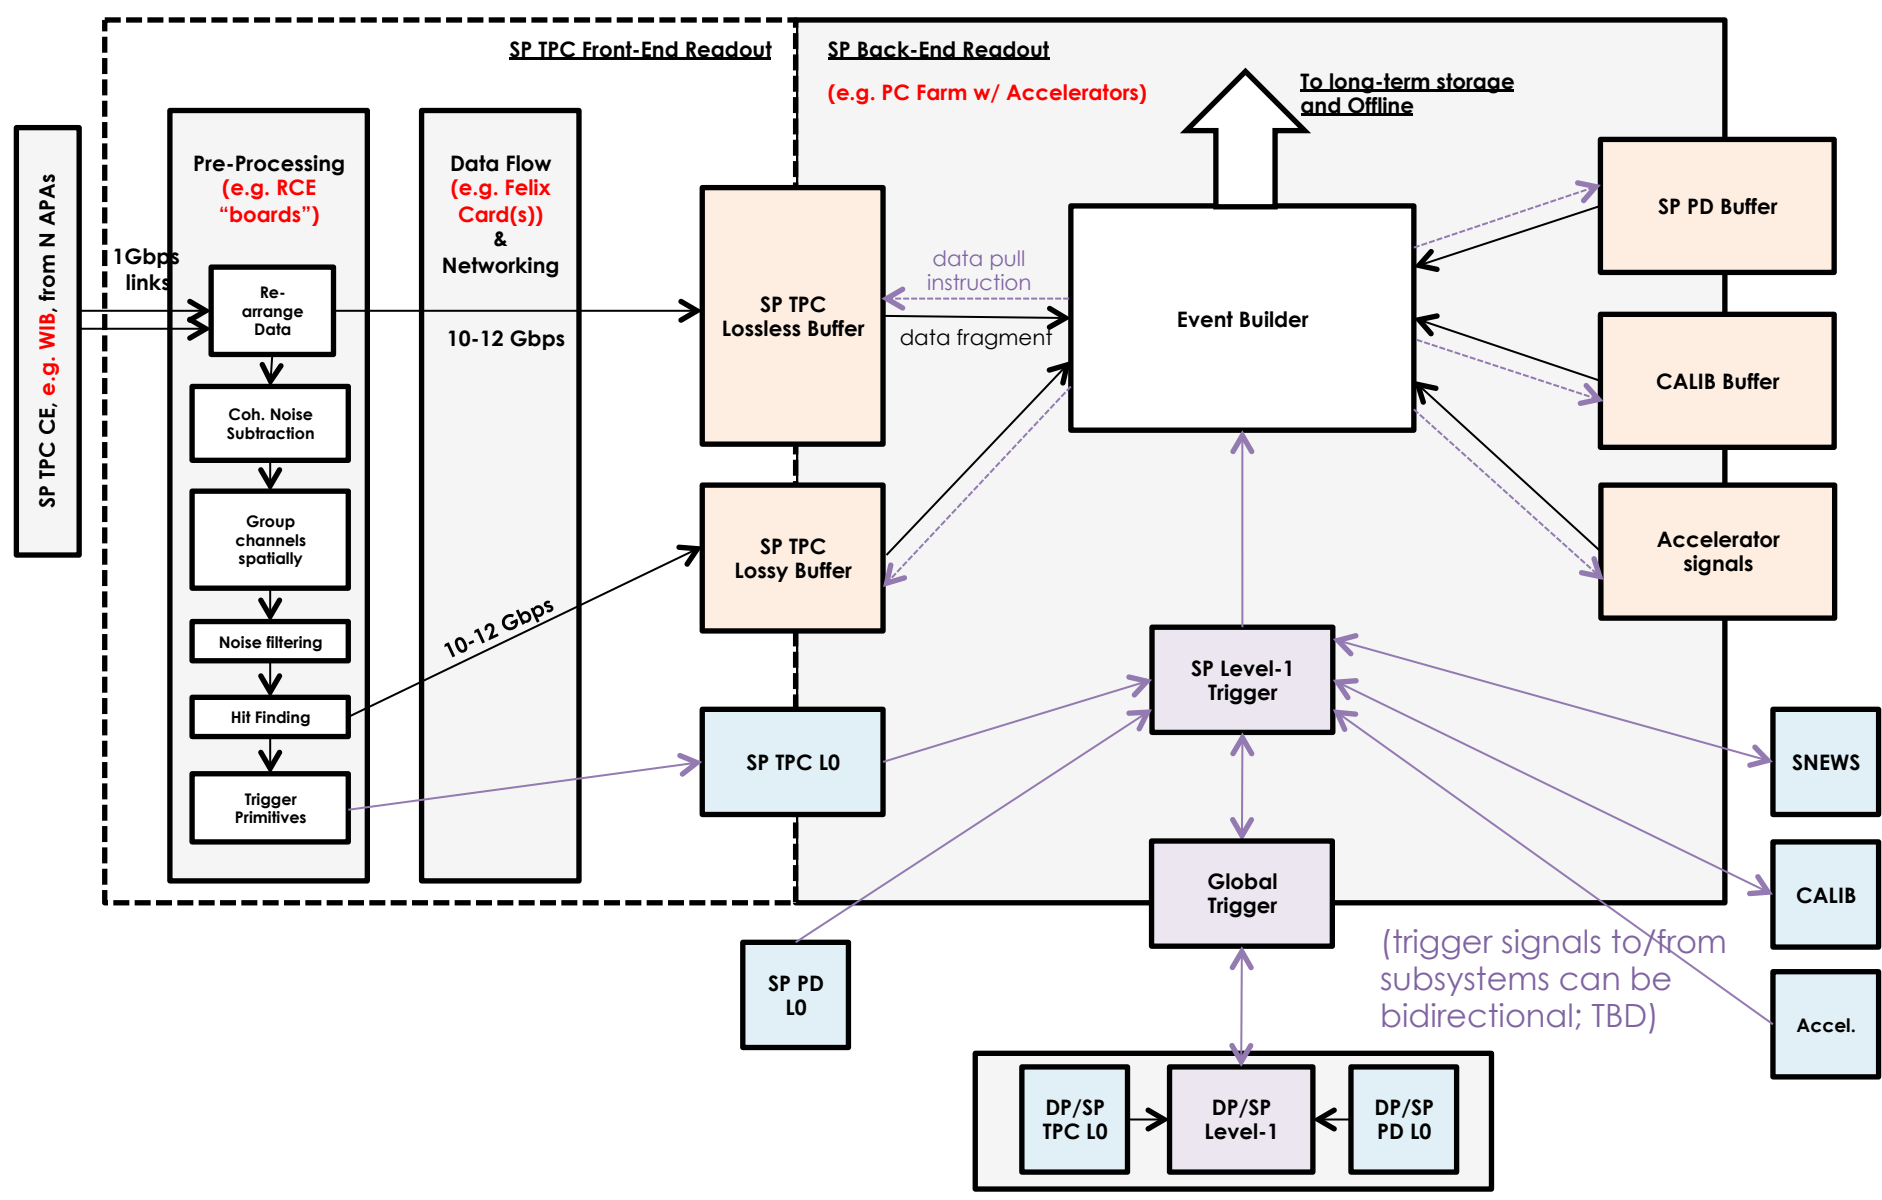 SP TPC Front-End Readout
SP Back-End Readout
(e.g. PC Farm w/ Accelerators)
To long-term storage
and Offline
SP TPC CE, e.g. WIB, from N APAs
1Gbps
links
Pre-Processing
(e.g. RCE
“boards”)
Re-
arrange
Data
Coh. Noise
Subtraction
Group
channels
spatially
Noise filtering
Hit Finding
Trigger
Primitives
Data Flow
(e.g. Felix
Card(s))
&
Networking
10-12 Gbps
10-12 Gbps
SP TPC
Lossless Buffer
SP TPC
Lossy Buffer
SP TPC L0
data pull
instruction
data fragment
Event Builder
SP PD Buffer
CALIB Buffer
Accelerator
signals
SP Level-1
Trigger
Global
Trigger
SNEWS
CALIB
Accel.
SP PD
L0
(trigger signals to/from
subsystems can be
bidirectional; TBD)
DP/SP
TPC L0
DP/SP
Level-1
DP/SP
PD L0